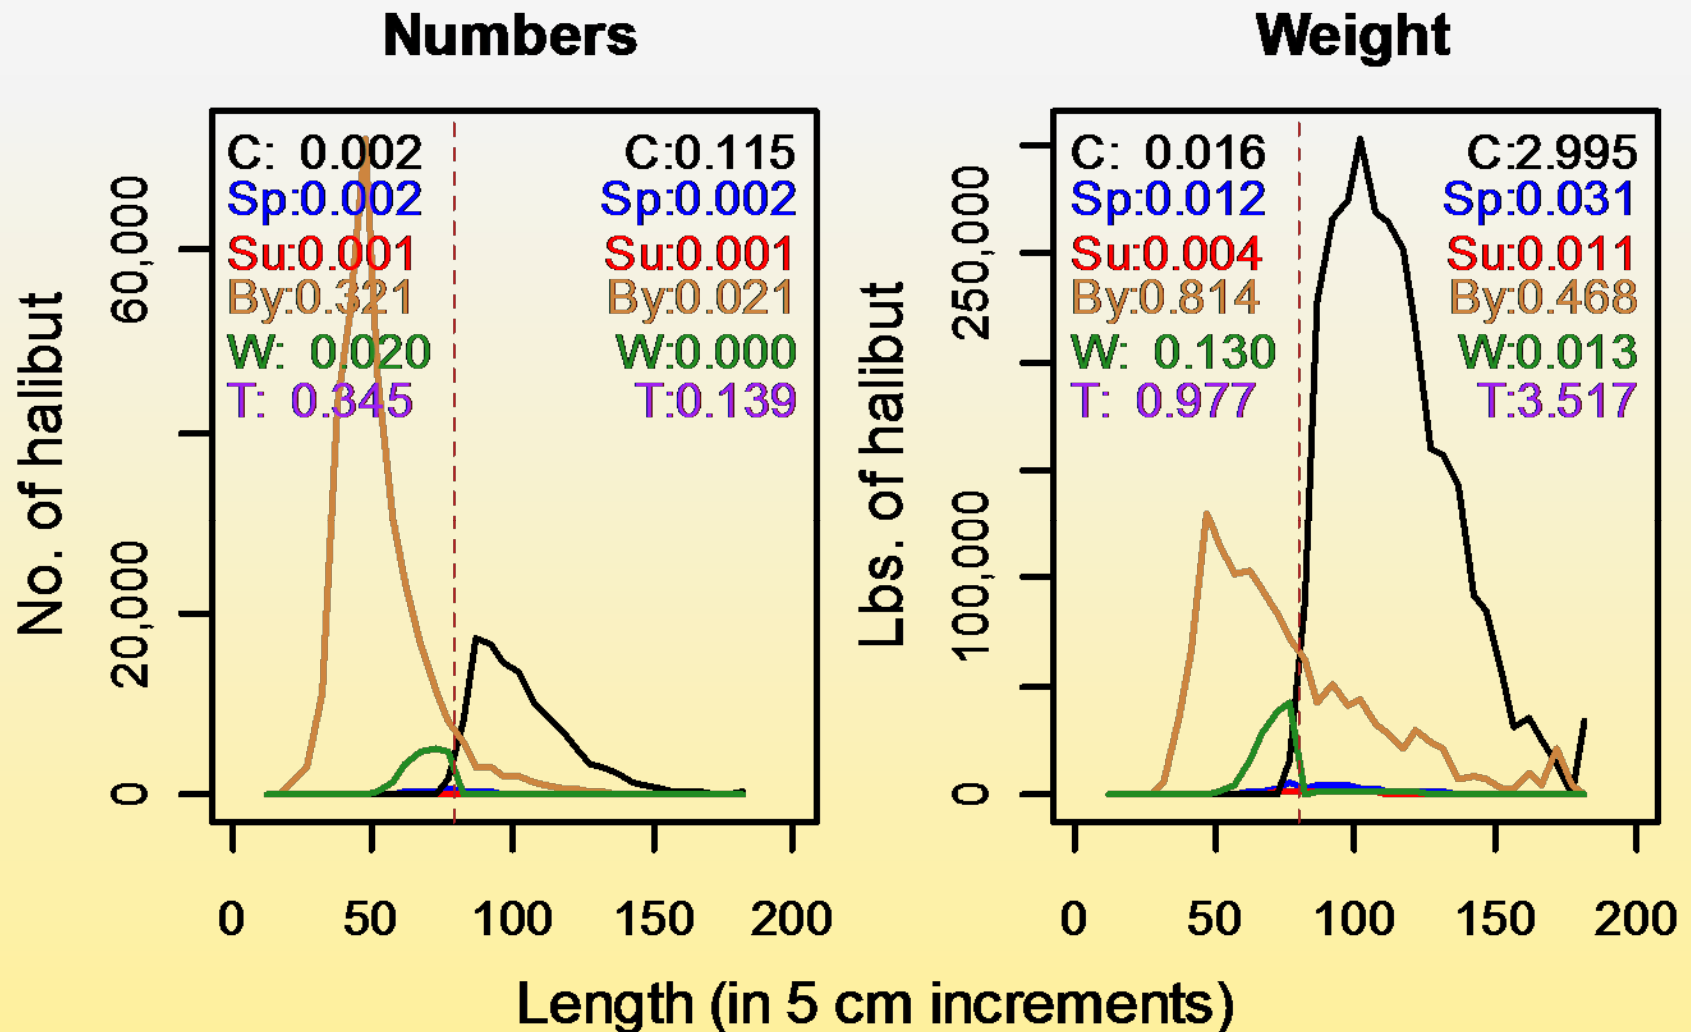 Numbers
No. of halibut
60,000
20,000
0
C: 0.002
Sp:0.002
Su:0.001
By:0.321
W: 0.020
T: 0.345
C:0.115
Sp:0.002
Su:0.001
By:0.021
W:0.000
T:0.139
0 50 100 150 200
Weight
Lbs. of halibut
250,000
100,000
0
C: 0.016
Sp:0.012
Su:0.004
By:0.814
W: 0.130
T: 0.977
C:2.995
Sp:0.031
Su:0.011
By:0.468
W:0.013
T:3.517
0 50 100 150 200
Length (in 5 cm increments)